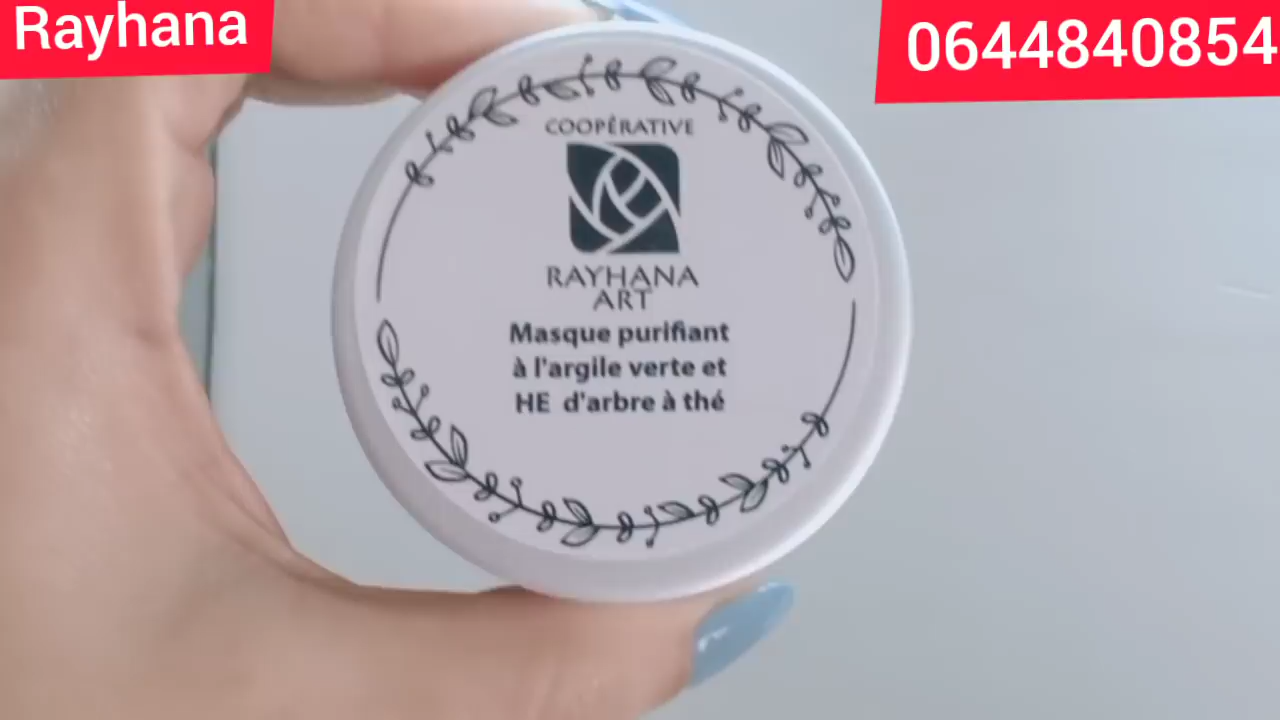 Rayhana
0644840854
COOPÉRATIVE
RAYHANA
ART
Masque purifiant
à l'argile verte et
HE d'arbre à thé